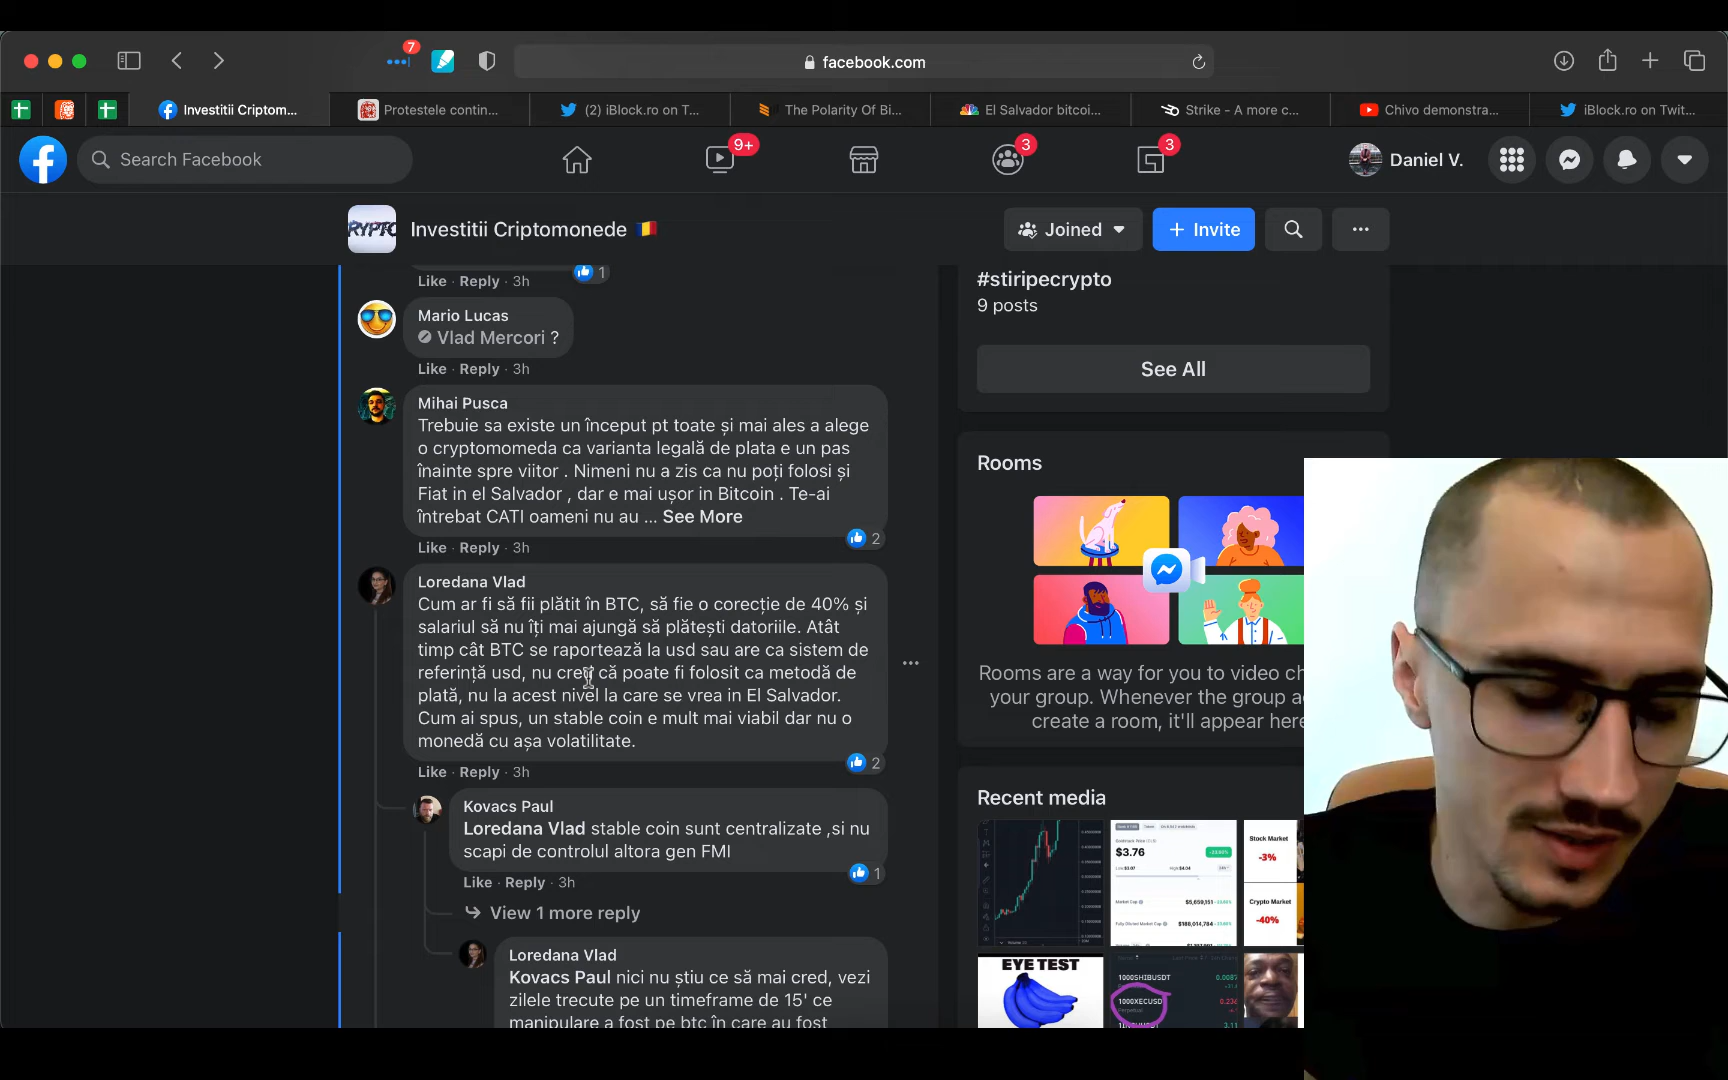 7
facebook.com
Investitii Criptom...
Protestele contin...
(2) iBlock.ro on T...
The Polarity Of Bi...
El Salvador bitcoi...
Strike - A more c...
Chivo demonstra...
iBlock.ro on Twit...
Search Facebook
9+
3
3
Daniel V.
CRYPTO
Investitii Criptomonede
Joined
+ Invite
Like · Reply · 3h
1
Mario Lucas
Vlad Mercori ?
Like · Reply · 3h
Mihai Pusca
Trebuie sa existe un început pt toate și mai ales a alege
o cryptomomeda ca varianta legală de plata e un pas
înainte spre viitor . Nimeni nu a zis ca nu poți folosi și
Fiat in el Salvador , dar e mai ușor in Bitcoin . Te-ai
întrebat CATI oameni nu au ... See More
2
Like · Reply · 3h
Loredana Vlad
Cum ar fi să fii plătit în BTC, să fie o corecție de 40% și
salariul să nu îți mai ajungă să plătești datoriile. Atât
timp cât BTC se raportează la usd sau are ca sistem de
referință usd, nu cred că poate fi folosit ca metodă de
plată, nu la acest nivel la care se vrea in El Salvador.
Cum ai spus, un stable coin e mult mai viabil dar nu o
monedă cu așa volatilitate.
2
Like · Reply · 3h
Kovacs Paul
Loredana Vlad stable coin sunt centralizate ,si nu
scapi de controlul altora gen FMI
1
Like · Reply · 3h
View 1 more reply
Loredana Vlad
Kovacs Paul nici nu știu ce să mai cred, vezi
zilele trecute pe un timeframe de 15' ce
manipulare a fost pe btc în care au fost
#stiripecrypto
9 posts
See All
Rooms
Rooms are a way for you to video ch
your group. Whenever the group a
create a room, it'll appear here
Recent media
$3.76
Stock Market
-3%
Crypto Market
-40%
EYE TEST
1000SHIBUSDT
1000XECUSD